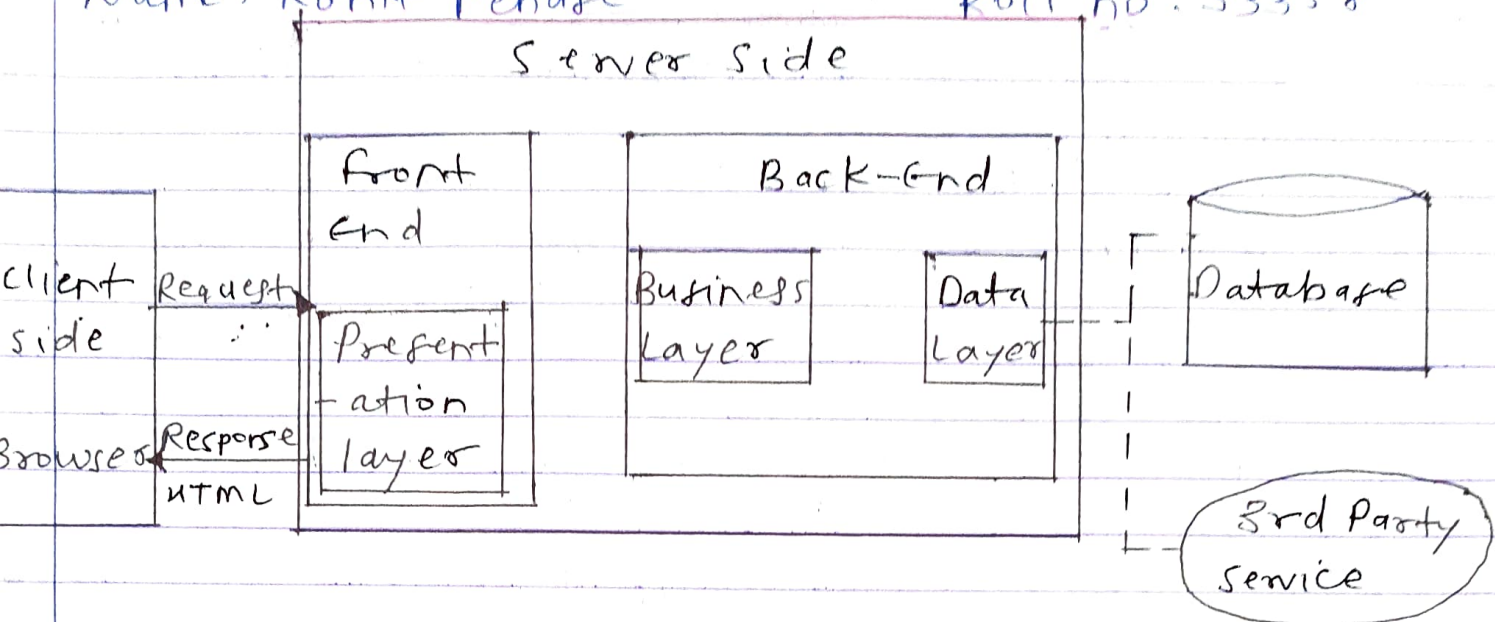 Server Side
Front
End
Back-End
Client
side
Browser
Request
Response
HTML
Present
-ation
layer
Business
Layer
Data
Layer
Database
3rd Party
Service